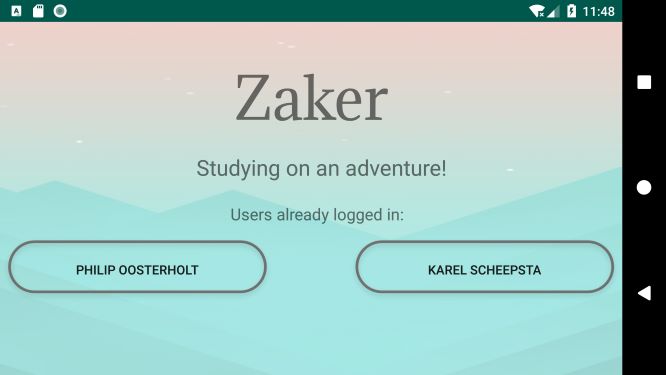 11:48
Zaker
Studying on an adventure!
Users already logged in:
PHILIP OOSTERHOLT
KAREL SCHEEPSTA